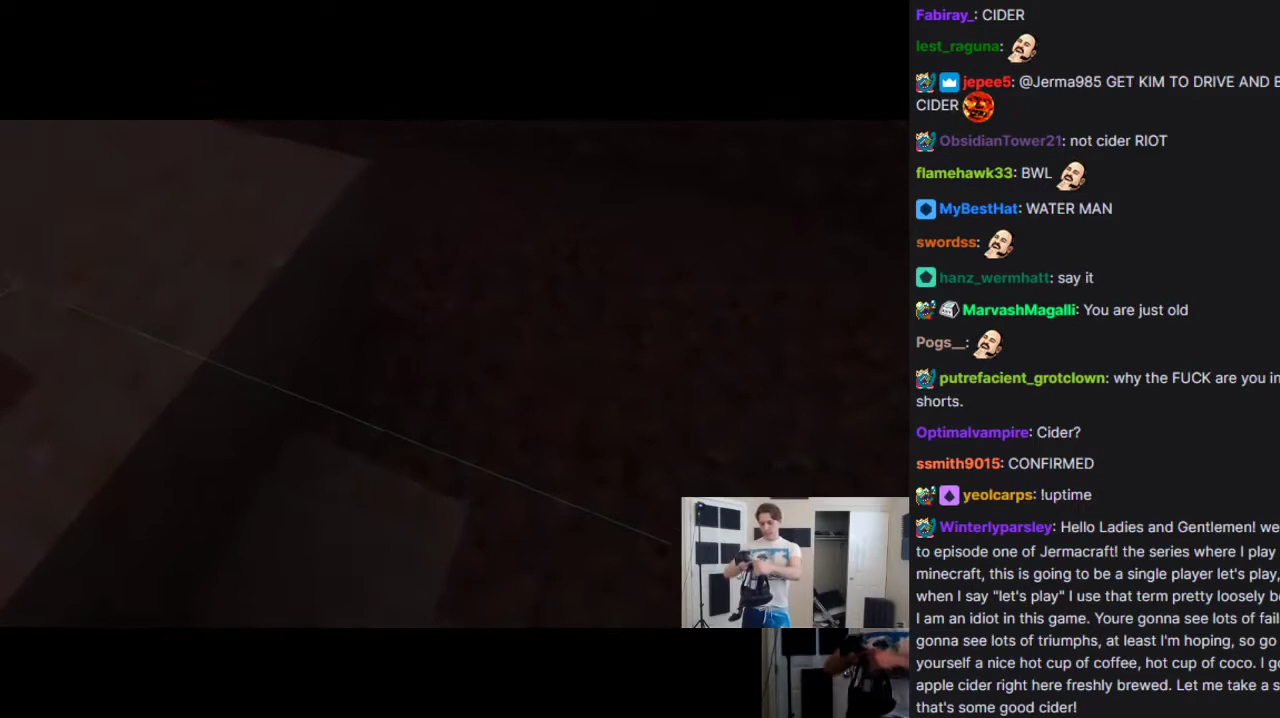 Fabiray_: CIDER
lest_raguna:
jepee5: @Jerma985 GET KIM TO DRIVE AND
CIDER
ObsidianTower21: not cider RIOT
flamehawk33: BWL
MyBestHat: WATER MAN
swordss:
hanz_wermhatt: say it
MarvashMagalli: You are just old
Pogs__:
putrefacient_grotclown: why the FUCK are you in
shorts.
Optimalvampire: Cider?
ssmith9015: CONFIRMED
yeolcarps: !uptime
Winterlyparsley: Hello Ladies and Gentlemen! we
to episode one of Jermacraft! the series where I play
minecraft, this is going to be a single player let's play,
when I say "let's play" I use that term pretty loosely
I am an idiot in this game. Youre gonna see lots of fail
gonna see lots of triumphs, at least I'm hoping, so go
yourself a nice hot cup of coffee, hot cup of coco. I
apple cider right here freshly brewed. Let me take a
that's some good cider!